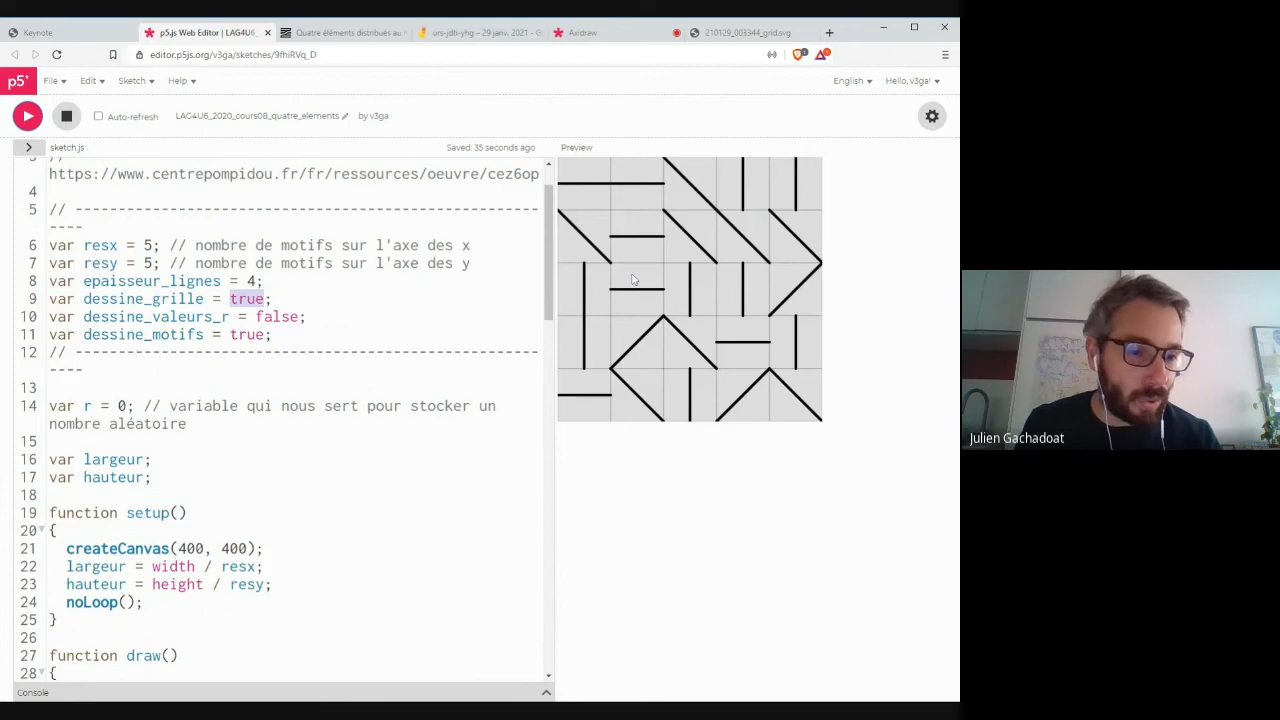 Keynote
p5.js Web Editor | LAG4U6_
Quatre éléments distribués au
urs-jdti-yhg – 29 janv. 2021 - G
Axidraw
210129_003344_grid.svg
editor.p5js.org/v3ga/sketches/9fhiRVq_D
p5*
File
Edit
Sketch
Help
English
Hello, v3ga!
Auto-refresh
LAG4U6_2020_cours08_quatre_elements
by v3ga
sketch.js
Saved: 35 seconds ago
Preview
3 //
https://www.centrepompidou.fr/fr/ressources/oeuvre/cez6op
4
5 // ------------------------------------------------------
----
6 var resx = 5; // nombre de motifs sur l'axe des x
7 var resy = 5; // nombre de motifs sur l'axe des y
8 var epaisseur_lignes = 4;
9 var dessine_grille = true;
10 var dessine_valeurs_r = false;
11 var dessine_motifs = true;
12 // ------------------------------------------------------
----
13
14 var r = 0; // variable qui nous sert pour stocker un
nombre aléatoire
15
16 var largeur;
17 var hauteur;
18
19 function setup()
20 {
21 createCanvas(400, 400);
22 largeur = width / resx;
23 hauteur = height / resy;
24 noLoop();
25 }
26
27 function draw()
28 {
Console
Julien Gachadoat